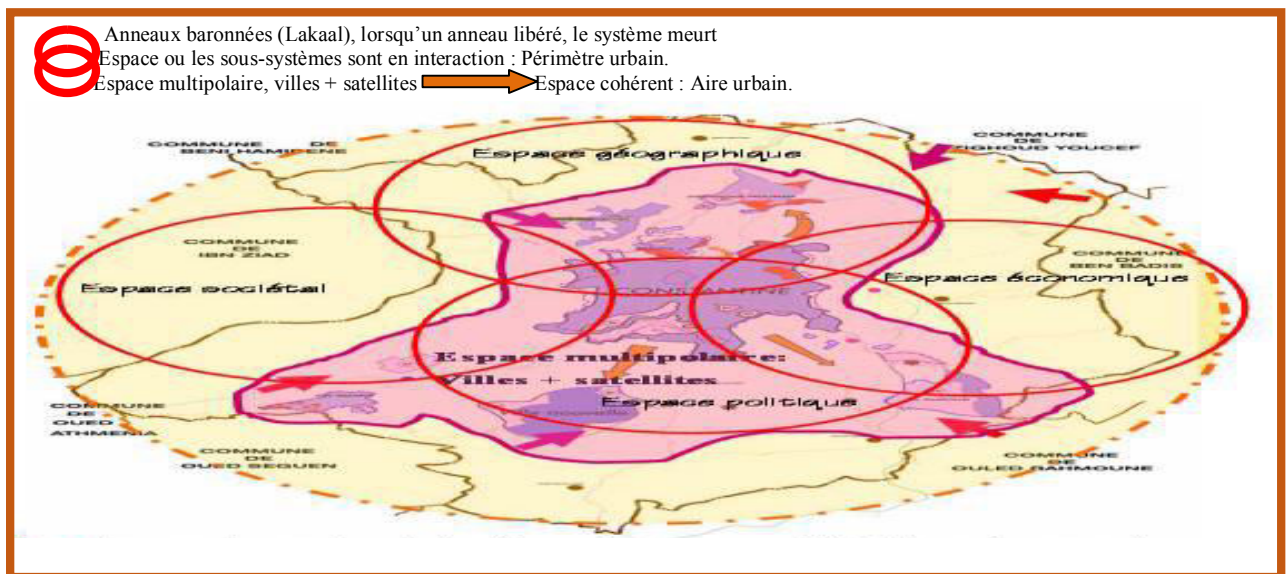 Anneaux baronnées (Lakaal), lorsqu'un anneau libéré, le système meurt
Espace ou les sous-systèmes sont en interaction : Périmètre urbain.
Espace multipolaire, villes + satellites
Espace cohérent : Aire urbain.
COMMUNE DE
BENI HAMIDENE
COMMUNE
DE
ZIGHOUD YOUCEF
Espace géographique
COMMUNE
DE
IBN ZIAD
COMMUNE
DE
BEN BADIS
Espace sociétal
Espace économique
CONSTANTINE
Espace multipolaire:
Villes + satellites
Espace politique
COMMUNE
DE
OUED
ATHMENIA
COMMUNE
DE
OUED SEGUEN
COMMUNE
DE
OULED RAHMOUNE